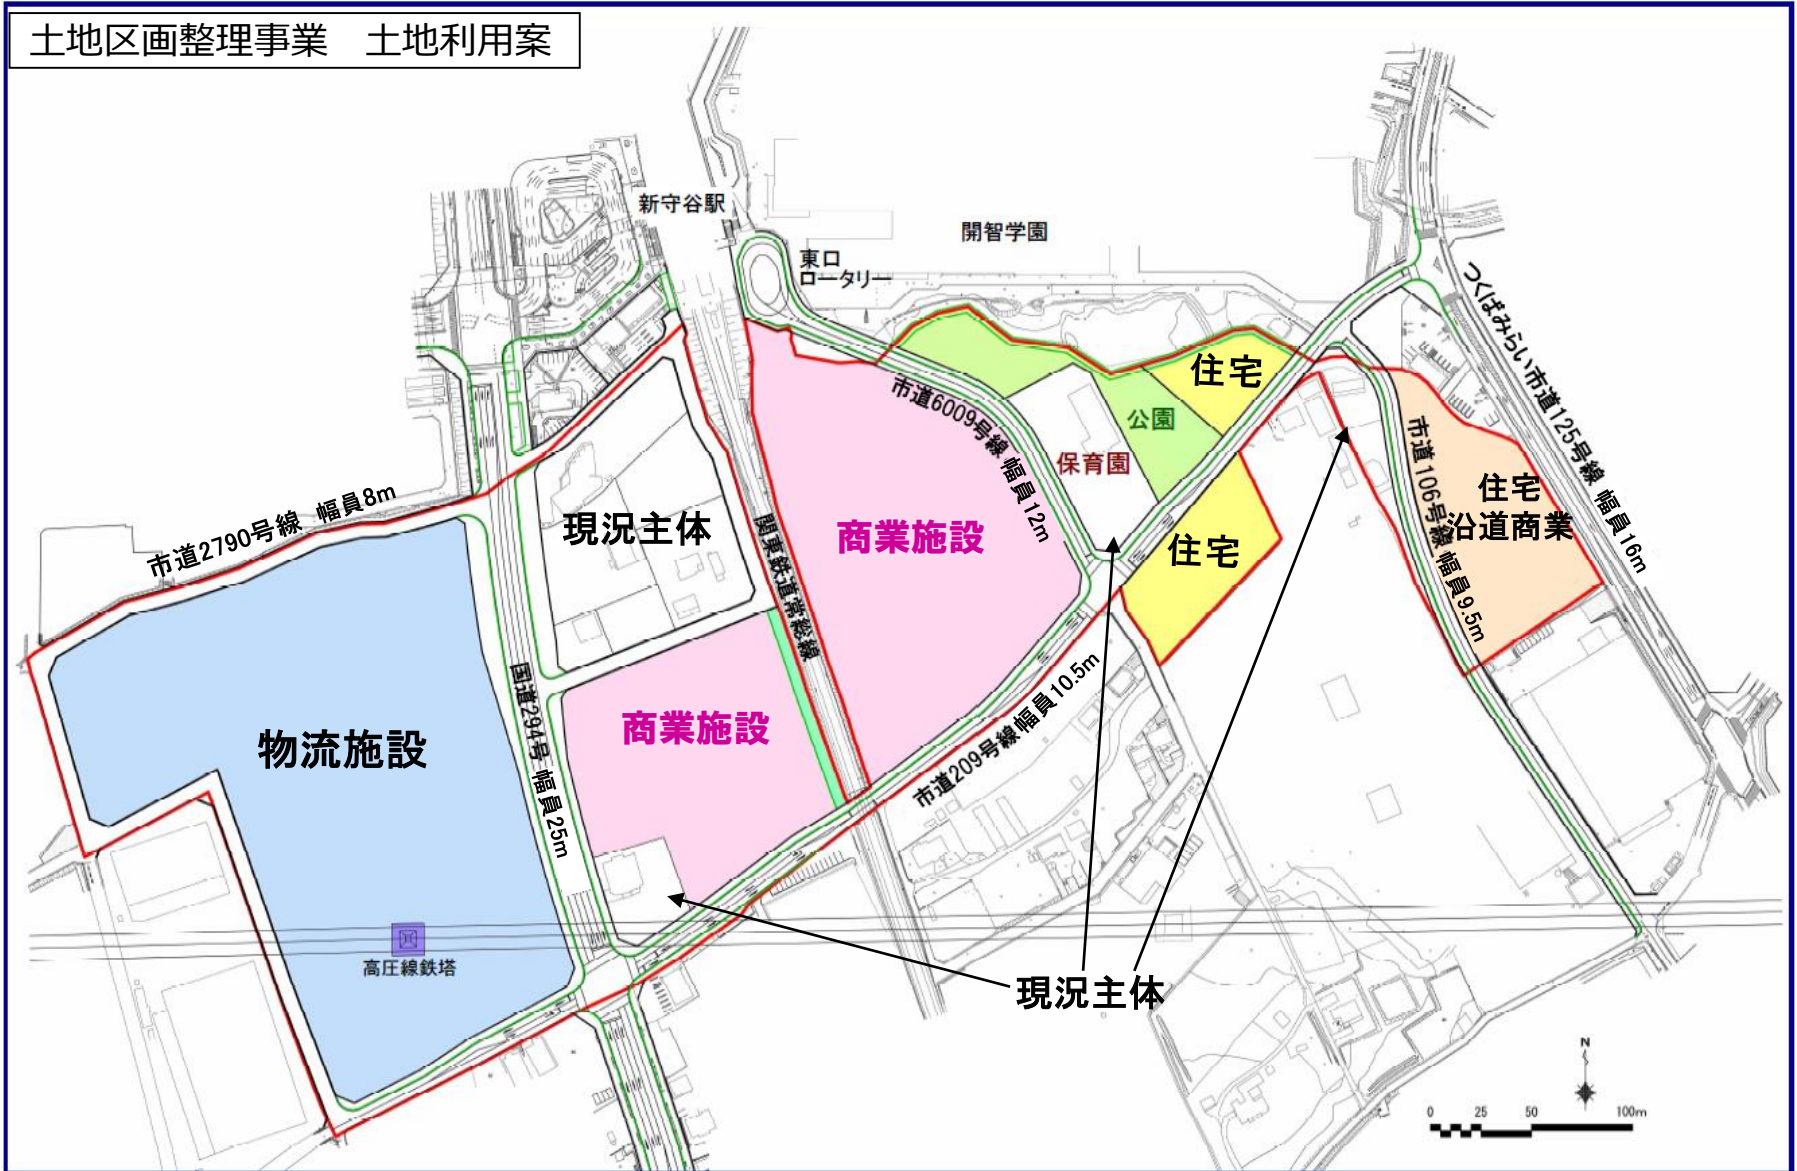 土地区画整理事業　土地利用案
新守谷駅
開智学園
東口
ロータリー
つくばみらい市道125号線 幅員16m
住宅
市道6009号線 幅員12m
公園
保育園
市道106号線 幅員9.5m
住宅
沿道商業
市道2790号線 幅員8m
現況主体
関東鉄道常総線
商業施設
住宅
国道294号 幅員25m
商業施設
物流施設
市道209号線幅員10.5m
高圧線鉄塔
現況主体
N
0 25 50 100m